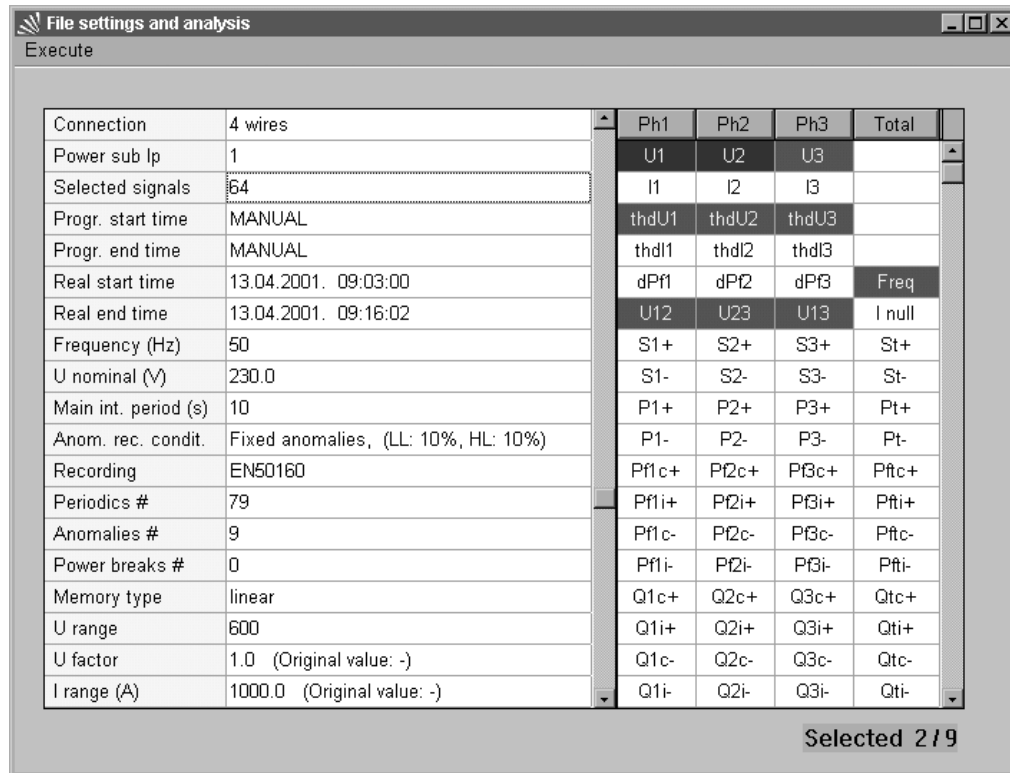 File settings and analysis
Execute
Connection 4 wires Ph1 Ph2 Ph3 Total
Power sub Ip 1 U1 U2 U3
Selected signals 64 I1 I2 I3
Progr. start time MANUAL thdU1 thdU2 thdU3
Progr. end time MANUAL thdI1 thdI2 thdI3
Real start time 13.04.2001. 09:03:00 dPf1 dPf2 dPf3 Freq
Real end time 13.04.2001. 09:16:02 U12 U23 U13 I null
Frequency (Hz) 50 S1+ S2+ S3+ St+
U nominal (V) 230.0 S1- S2- S3- St-
Main int. period (s) 10 P1+ P2+ P3+ Pt+
Anom. rec. condit. Fixed anomalies, (LL: 10%, HL: 10%) P1- P2- P3- Pt-
Recording EN50160 Pf1c+ Pf2c+ Pf3c+ Pftc+
Periodics # 79 Pf1i+ Pf2i+ Pf3i+ Pfti+
Anomalies # 9 Pf1c- Pf2c- Pf3c- Pftc-
Power breaks # 0 Pf1i- Pf2i- Pf3i- Pfti-
Memory type linear Q1c+ Q2c+ Q3c+ Qtc+
U range 600 Q1i+ Q2i+ Q3i+ Qti+
U factor 1.0 (Original value: -) Q1c- Q2c- Q3c- Qtc-
I range (A) 1000.0 (Original value: -) Q1i- Q2i- Q3i- Qti-
Selected 2/9